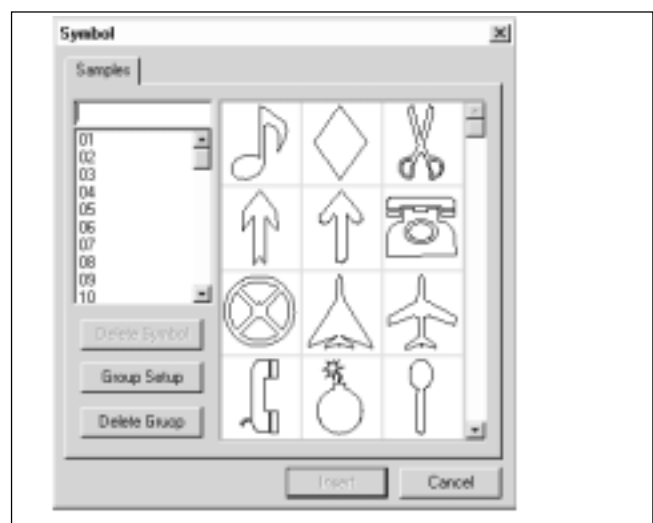 Symbol
Samples
01
02
03
04
05
06
07
08
09
10
Delete Symbol
Group Setup
Delete Group
Insert
Cancel